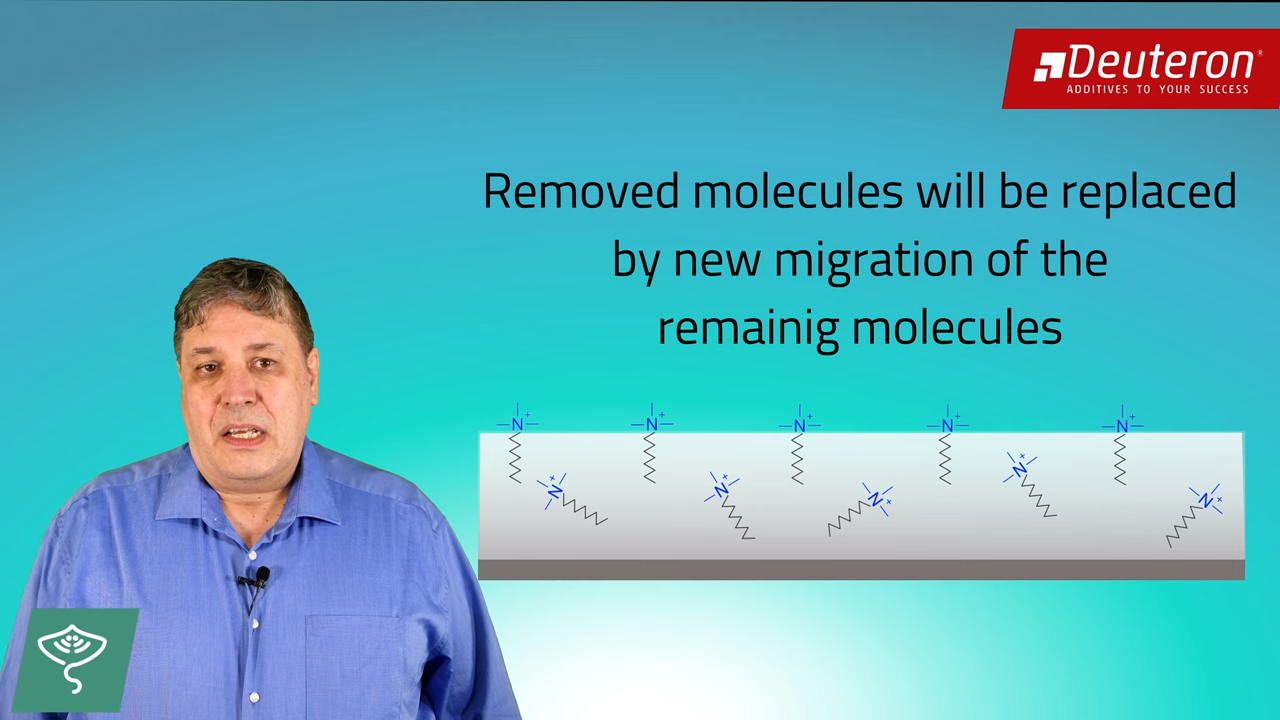 Deuteron®
ADDITIVES TO YOUR SUCCESS
Removed molecules will be replaced
by new migration of the
remainig molecules
N+ N+ N+ N+ N+
N+ N+ N+ N+ N+